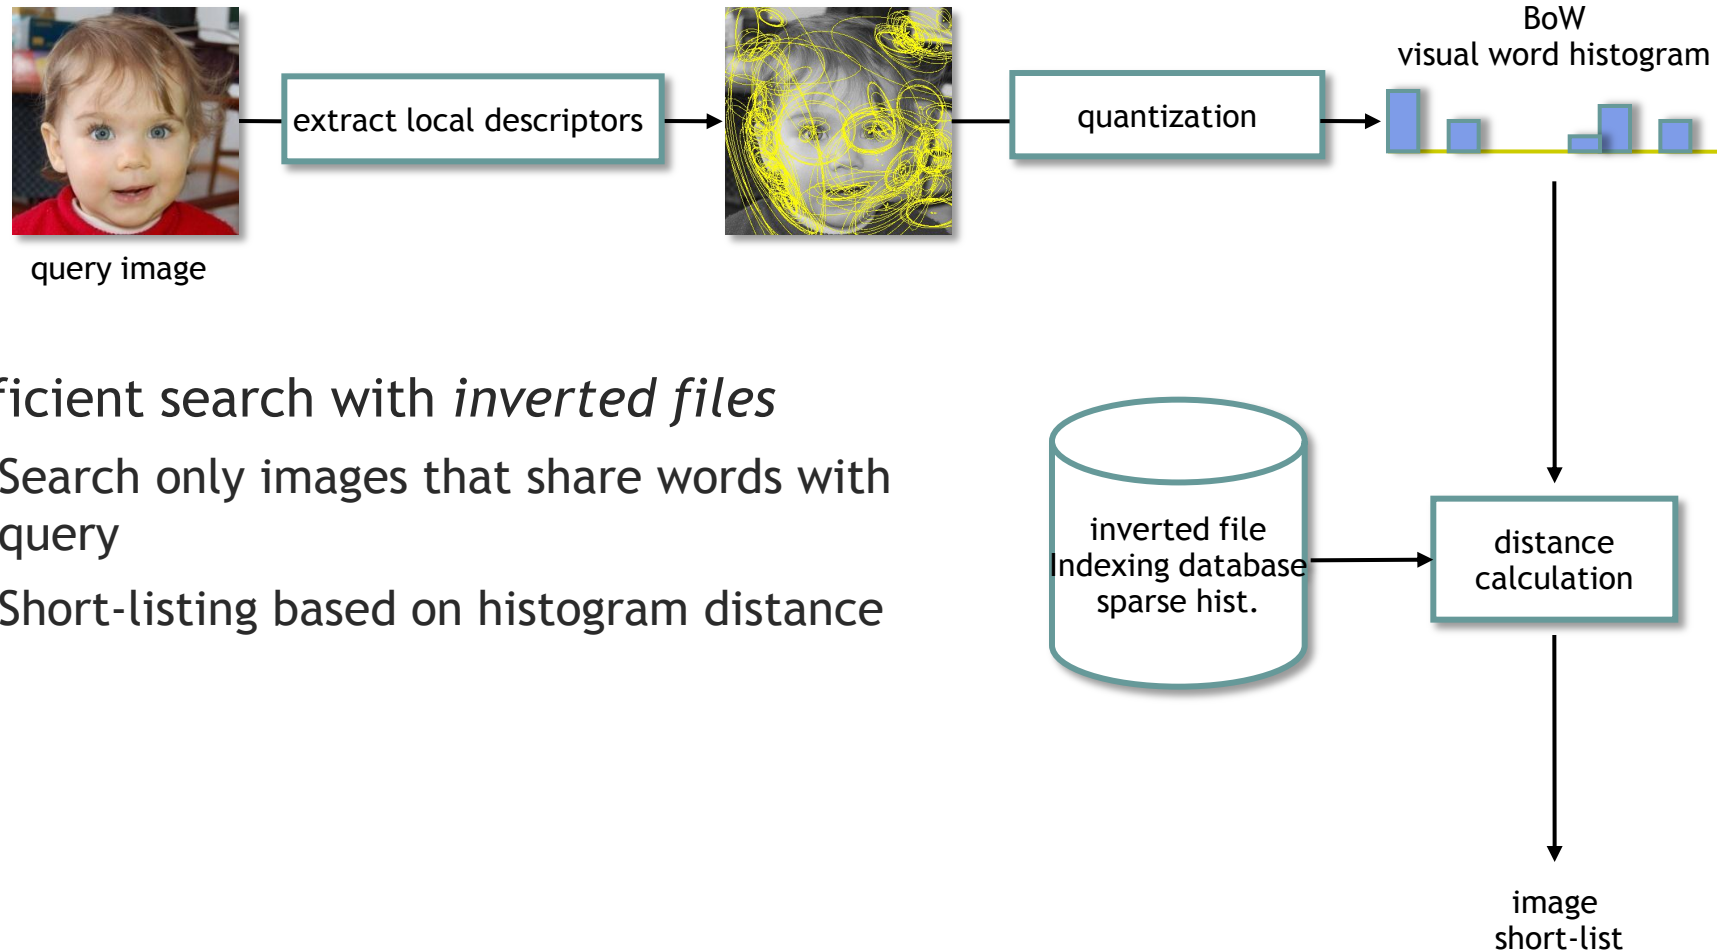 BoW
visual word histogram
extract local descriptors
quantization
query image
ficient search with inverted files
Search only images that share words with
query
Short-listing based on histogram distance
inverted file
Indexing database
sparse hist.
distance
calculation
image
short-list